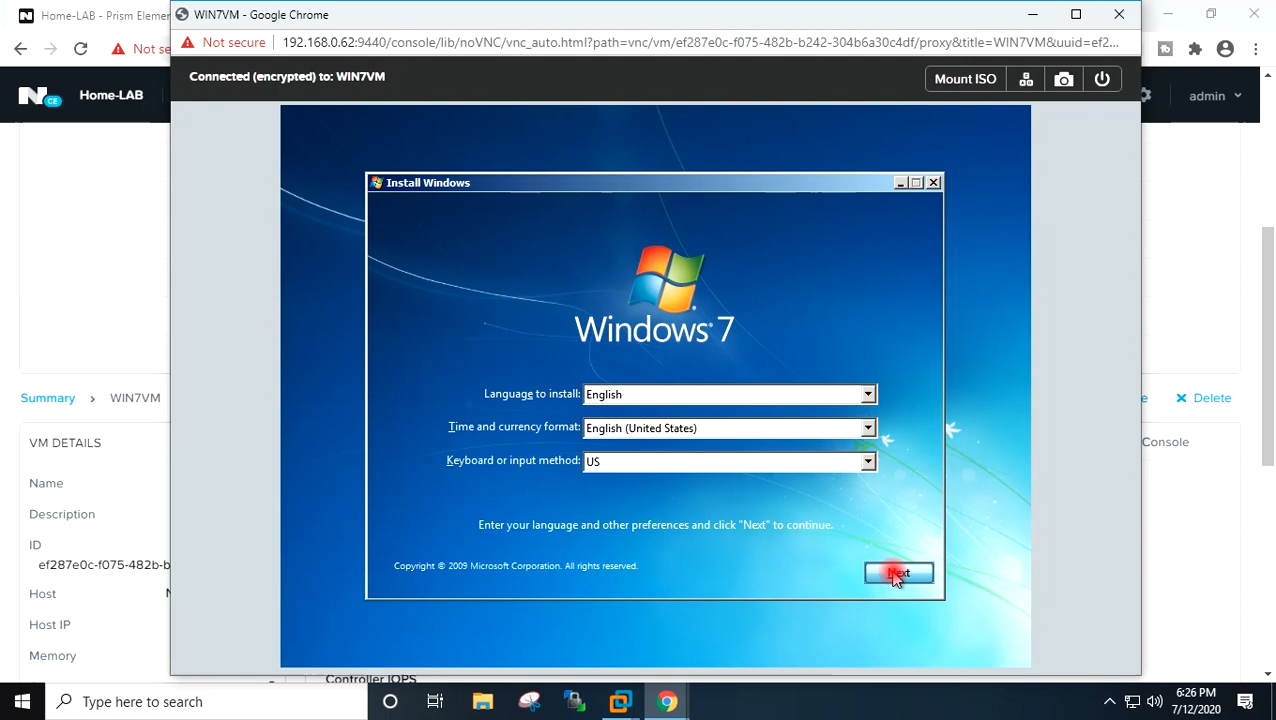 Home-LAB - Prism Elemen
WIN7VM - Google Chrome
Not se
Not secure
192.168.0.62:9440/console/lib/noVNC/vnc_auto.html?path=vnc/vm/ef287e0c-f075-482b-b242-304b6a30c4df/proxy&title=WIN7VM&uuid=ef2...
Connected (encrypted) to: WIN7VM
Mount ISO
CE
Home-LAB
admin
Install Windows
Windows 7
Language to install: English
Time and currency format: English (United States)
Keyboard or input method: US
Enter your language and other preferences and click "Next" to continue.
Copyright © 2009 Microsoft Corporation. All rights reserved.
Next
Summary
WIN7VM
e
Delete
VM DETAILS
Console
Name
Description
ID
ef287e0c-f075-482b-b
Host
N
Host IP
Memory
Controller IOPS
Type here to search
6:26 PM
7/12/2020